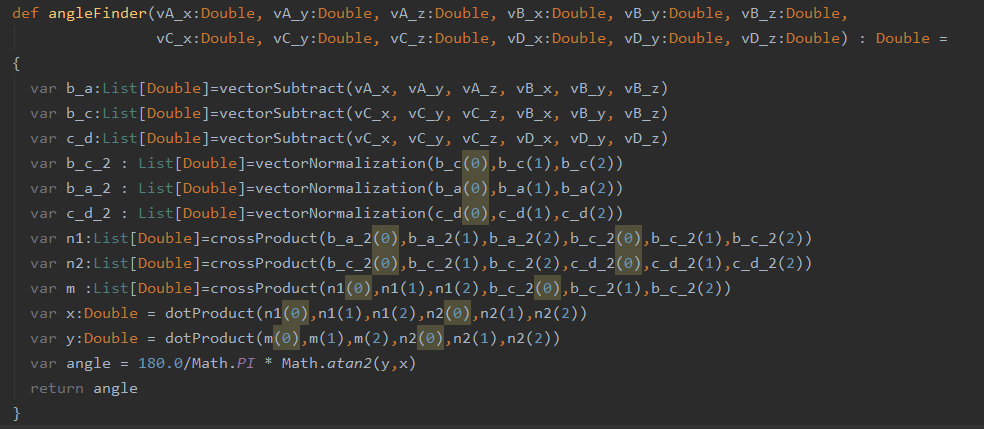 def angleFinder(vA_x:Double, vA_y:Double, vA_z:Double, vB_x:Double, vB_y:Double, vB_z:Double,
vC_x:Double, vC_y:Double, vC_z:Double, vD_x:Double, vD_y:Double, vD_z:Double) : Double =
{
var b_a:List[Double]=vectorSubtract(vA_x, vA_y, vA_z, vB_x, vB_y, vB_z)
var b_c:List[Double]=vectorSubtract(vC_x, vC_y, vC_z, vB_x, vB_y, vB_z)
var c_d:List[Double]=vectorSubtract(vC_x, vC_y, vC_z, vD_x, vD_y, vD_z)
var b_c_2 : List[Double]=vectorNormalization(b_c(0),b_c(1),b_c(2))
var b_a_2 : List[Double]=vectorNormalization(b_a(0),b_a(1),b_a(2))
var c_d_2 : List[Double]=vectorNormalization(c_d(0),c_d(1),c_d(2))
var n1:List[Double]=crossProduct(b_a_2(0),b_a_2(1),b_a_2(2),b_c_2(0),b_c_2(1),b_c_2(2))
var n2:List[Double]=crossProduct(b_c_2(0),b_c_2(1),b_c_2(2),c_d_2(0),c_d_2(1),c_d_2(2))
var m :List[Double]=crossProduct(n1(0),n1(1),n1(2),b_c_2(0),b_c_2(1),b_c_2(2))
var x:Double = dotProduct(n1(0),n1(1),n1(2),n2(0),n2(1),n2(2))
var y:Double = dotProduct(m(0),m(1),m(2),n2(0),n2(1),n2(2))
var angle = 180.0/Math.PI * Math.atan2(y,x)
return angle
}